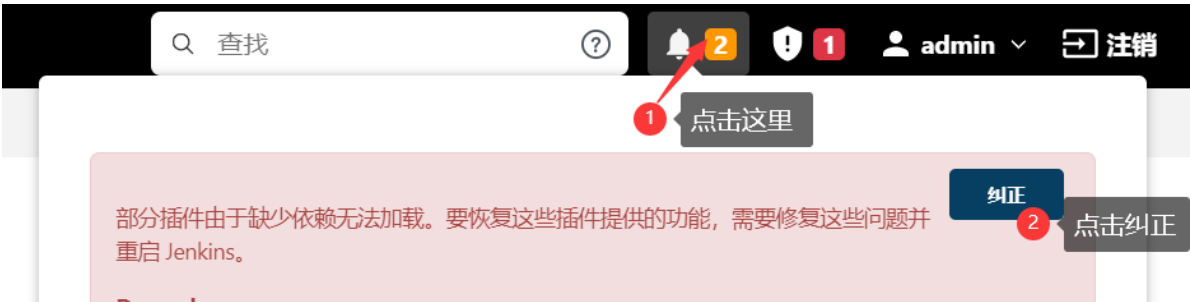 查找 2 1 admin 注销
1 点击这里
纠正
2 点击纠正
部分插件由于缺少依赖无法加载。要恢复这些插件提供的功能，需要修复这些问题并
重启 Jenkins。